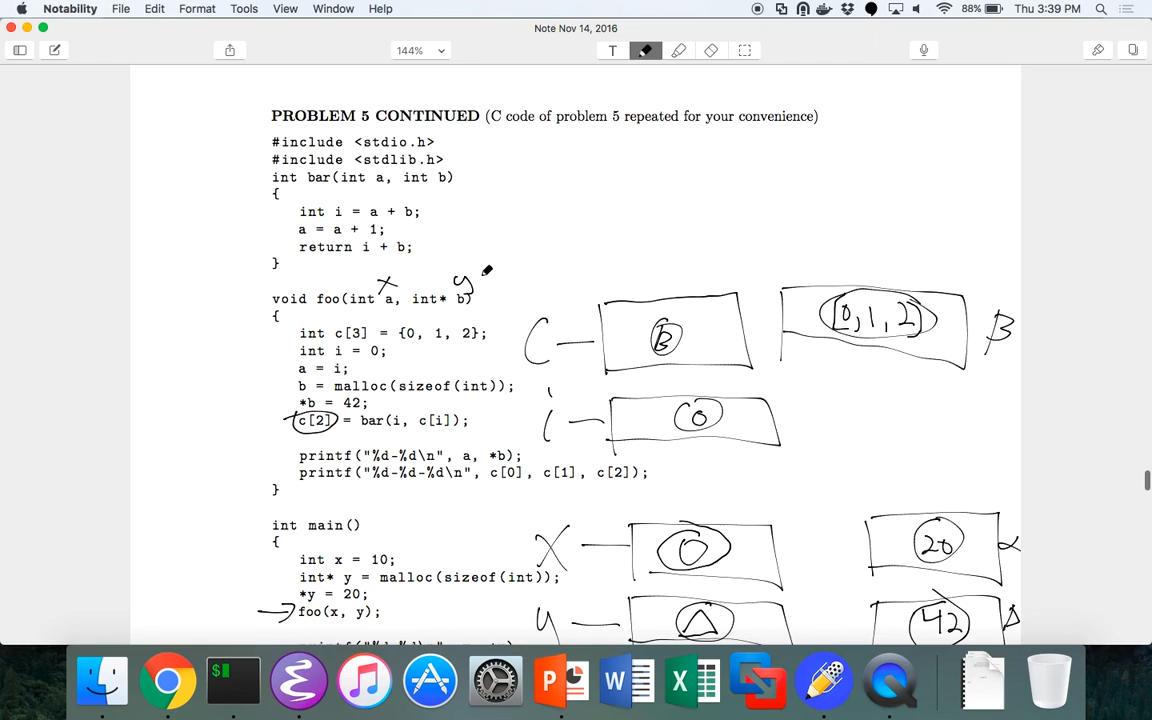 Notability File Edit Format Tools View Window Help 88% Thu 3:39 PM
Note Nov 14, 2016
144% T
PROBLEM 5 CONTINUED (C code of problem 5 repeated for your convenience)
#include <stdio.h>
#include <stdlib.h>
int bar(int a, int b)
{
int i = a + b;
a = a + 1;
return i + b;
}
x y
void foo(int a, int* b)
{
int c[3] = {0, 1, 2};
int i = 0;
a = i;
b = malloc(sizeof(int));
*b = 42;
c[2] = bar(i, c[i]);
printf("%d-%d\n", a, *b);
printf("%d-%d-%d\n", c[0], c[1], c[2]);
}
C B [0,1,2] β
i 0
int main()
{
int x = 10;
int* y = malloc(sizeof(int));
*y = 20;
foo(x, y);
X 0 20 α
y Δ 42 Δ
$
P W X